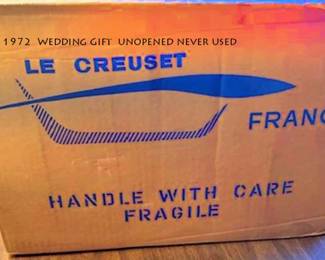 1972 Wedding Gift unopened never used
LE CREUSET
FRANC
HANDLE WITH CARE
FRAGILE